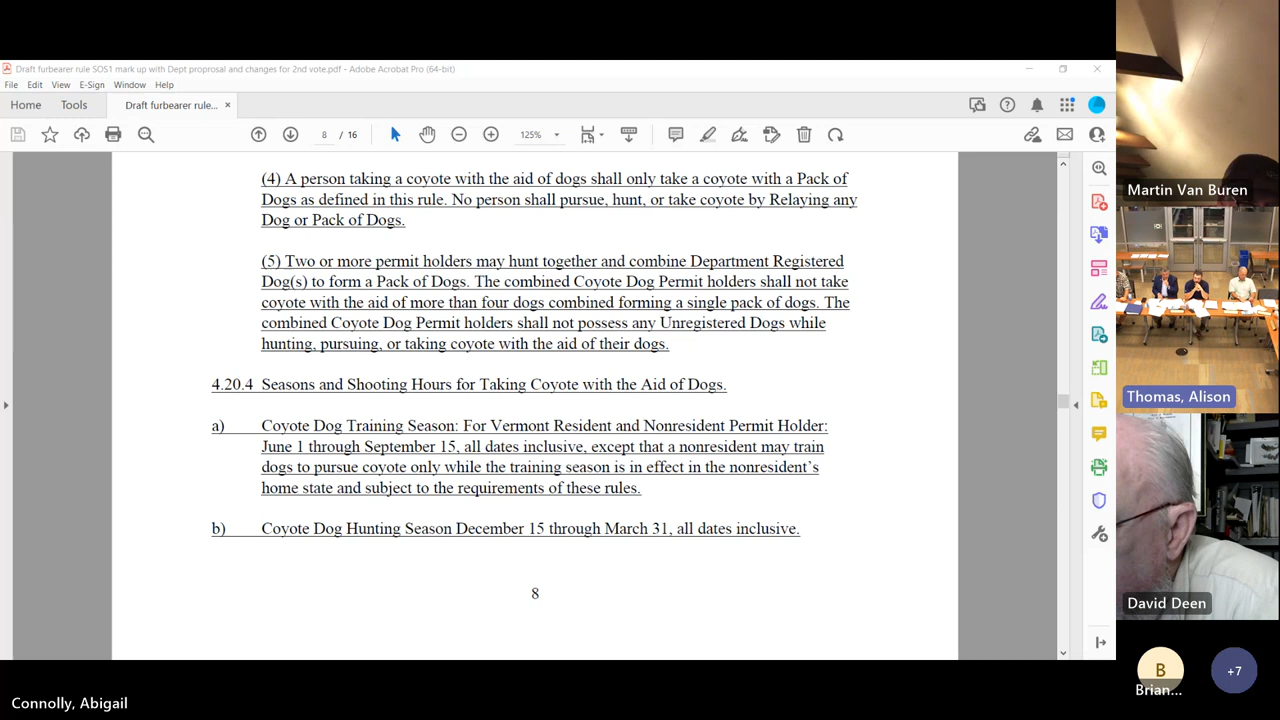 Draft furbearer rule SOS1 mark up with Dept proprosal and changes for 2nd vote.pdf - Adobe Acrobat Pro (64-bit)
File Edit View E-Sign Window Help
Home Tools Draft furbearer rule... ×
8 / 16 125%
(4) A person taking a coyote with the aid of dogs shall only take a coyote with a Pack of
Dogs as defined in this rule. No person shall pursue, hunt, or take coyote by Relaying any
Dog or Pack of Dogs.
(5) Two or more permit holders may hunt together and combine Department Registered
Dog(s) to form a Pack of Dogs. The combined Coyote Dog Permit holders shall not take
coyote with the aid of more than four dogs combined forming a single pack of dogs. The
combined Coyote Dog Permit holders shall not possess any Unregistered Dogs while
hunting, pursuing, or taking coyote with the aid of their dogs.
4.20.4 Seasons and Shooting Hours for Taking Coyote with the Aid of Dogs.
a) Coyote Dog Training Season: For Vermont Resident and Nonresident Permit Holder:
June 1 through September 15, all dates inclusive, except that a nonresident may train
dogs to pursue coyote only while the training season is in effect in the nonresident's
home state and subject to the requirements of these rules.
b) Coyote Dog Hunting Season December 15 through March 31, all dates inclusive.
8
Martin Van Buren
Thomas, Alison
David Deen
B
Brian...
+7
Connolly, Abigail